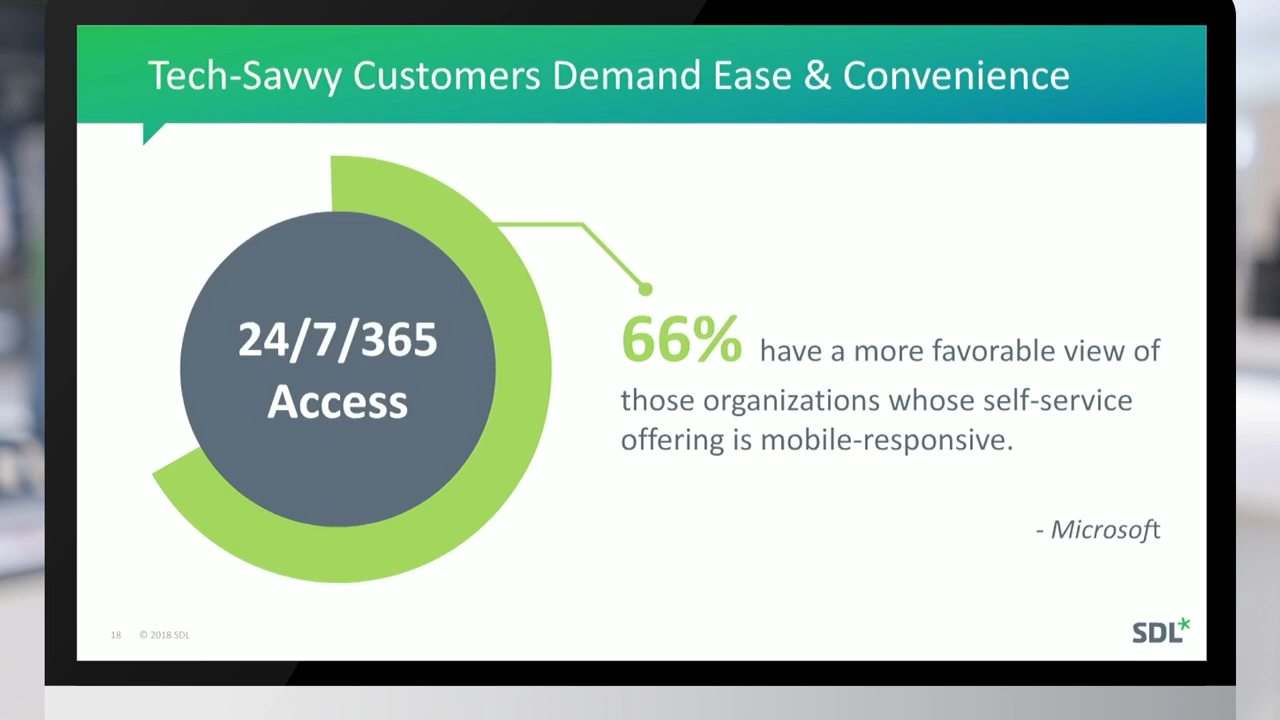 Tech-Savvy Customers Demand Ease & Convenience
24/7/365
Access
66% have a more favorable view of
those organizations whose self-service
offering is mobile-responsive.
- Microsoft
18 © 2018 SDL
SDL*